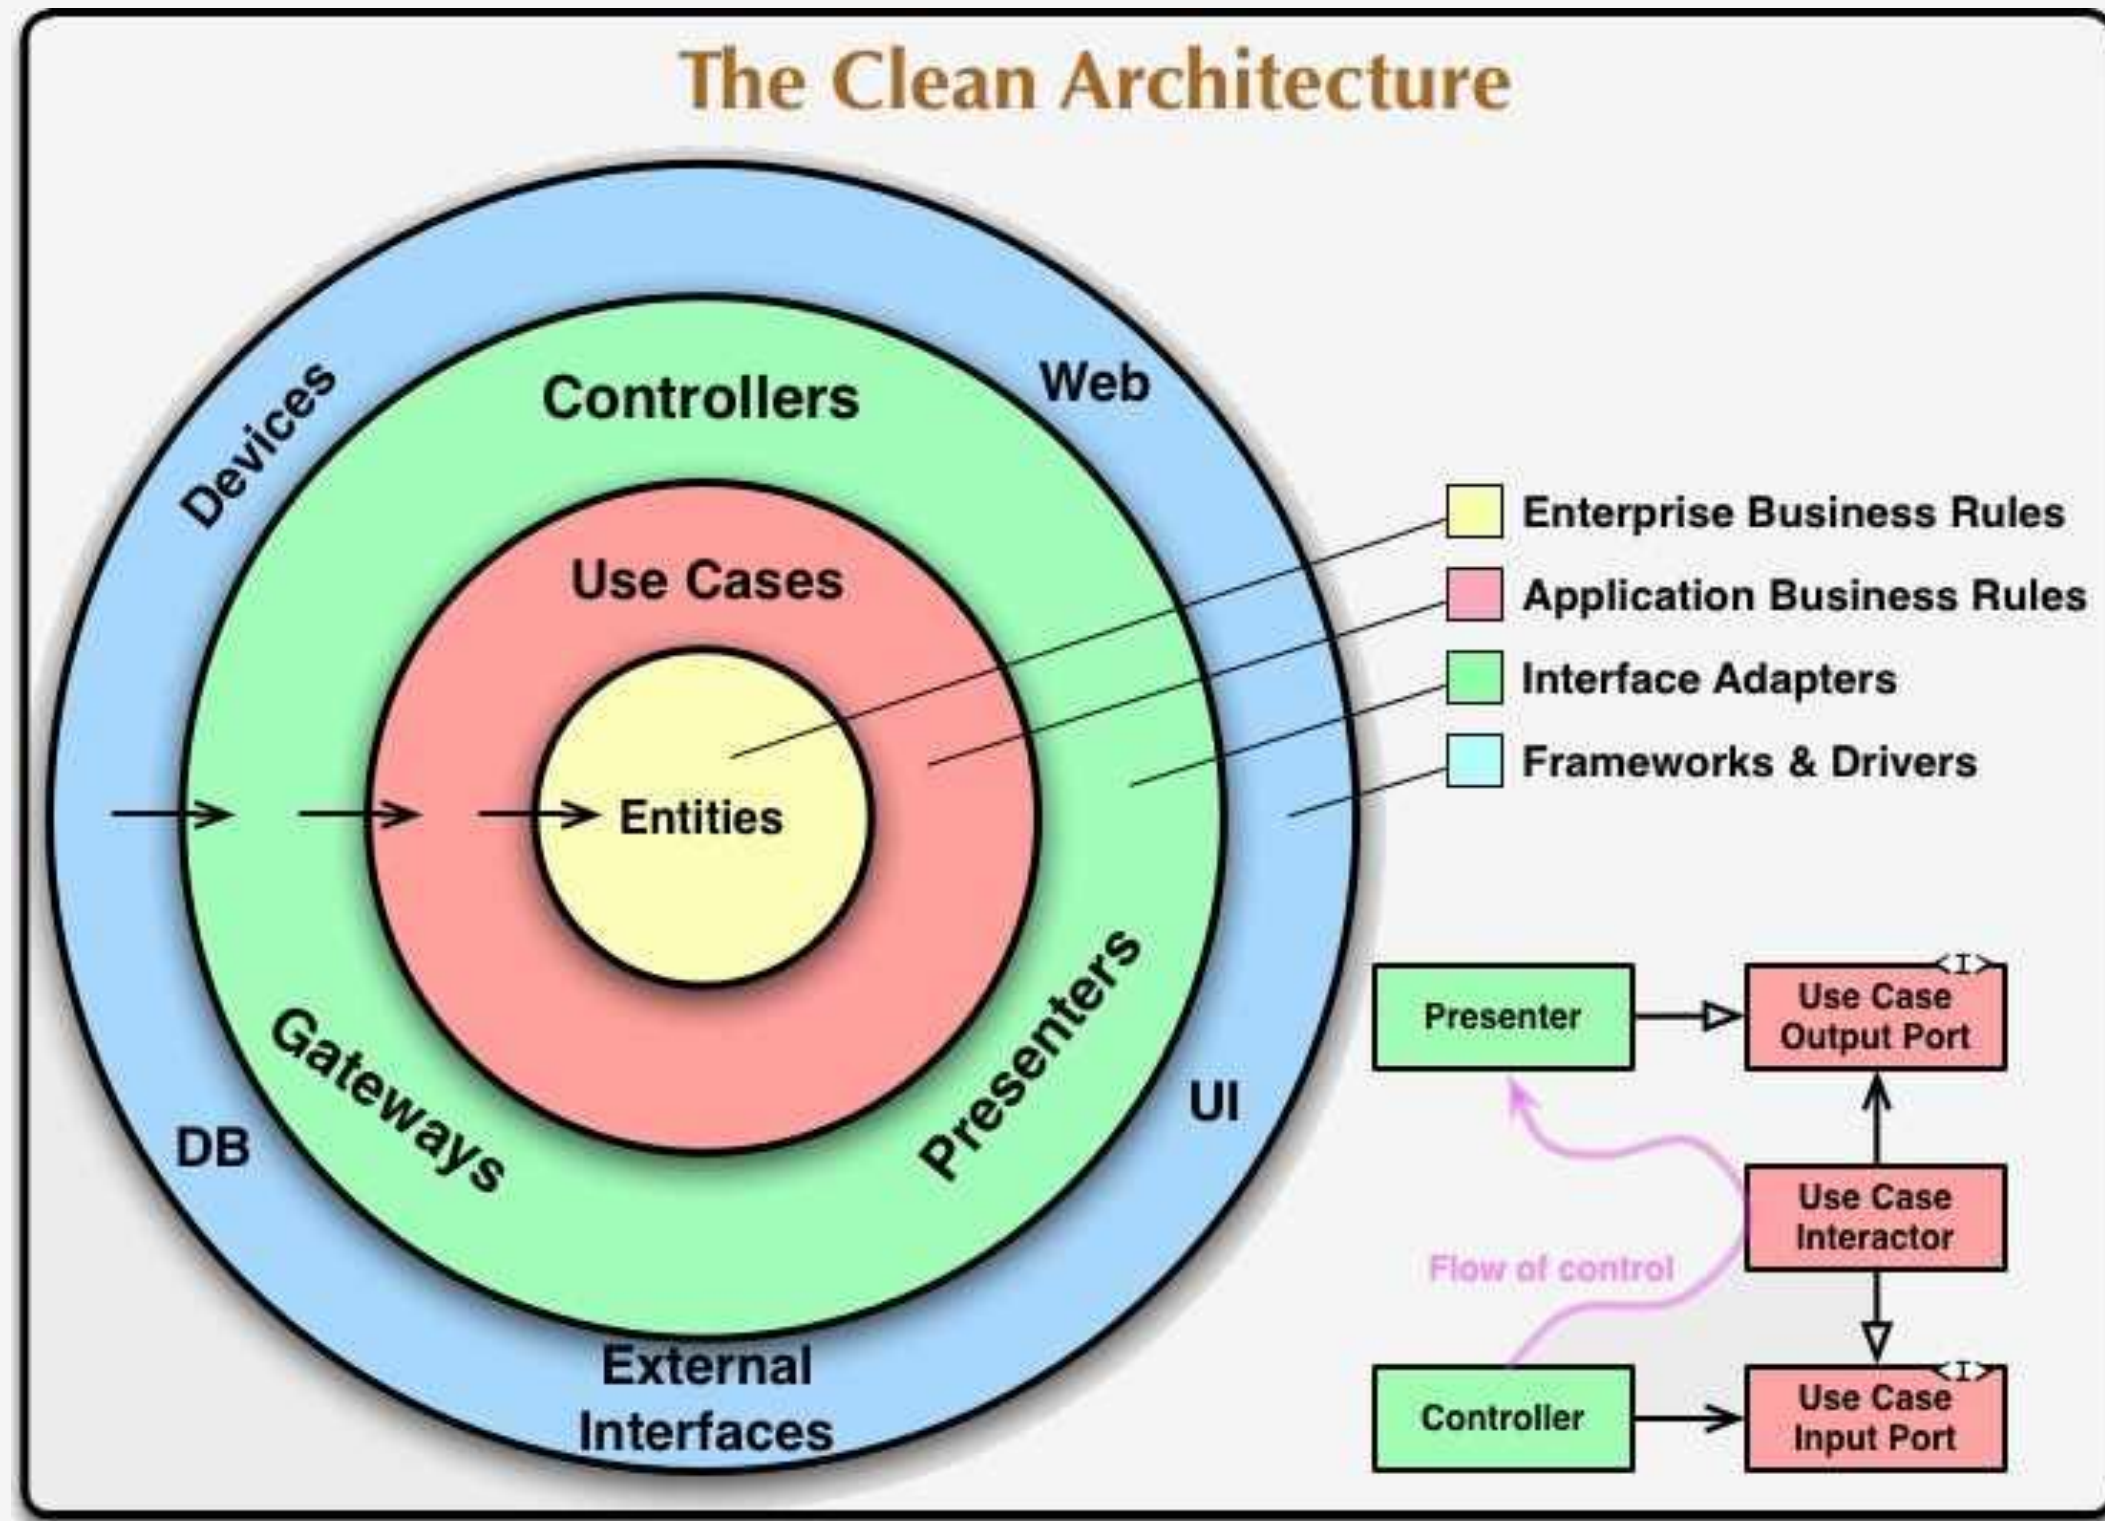 The Clean Architecture
Devices
Controllers
Web
Use Cases
Entities
Gateways
Presenters
DB
UI
External
Interfaces
Enterprise Business Rules
Application Business Rules
Interface Adapters
Frameworks & Drivers
Presenter
<I>
Use Case
Output Port
Use Case
Interactor
Flow of control
Controller
<I>
Use Case
Input Port